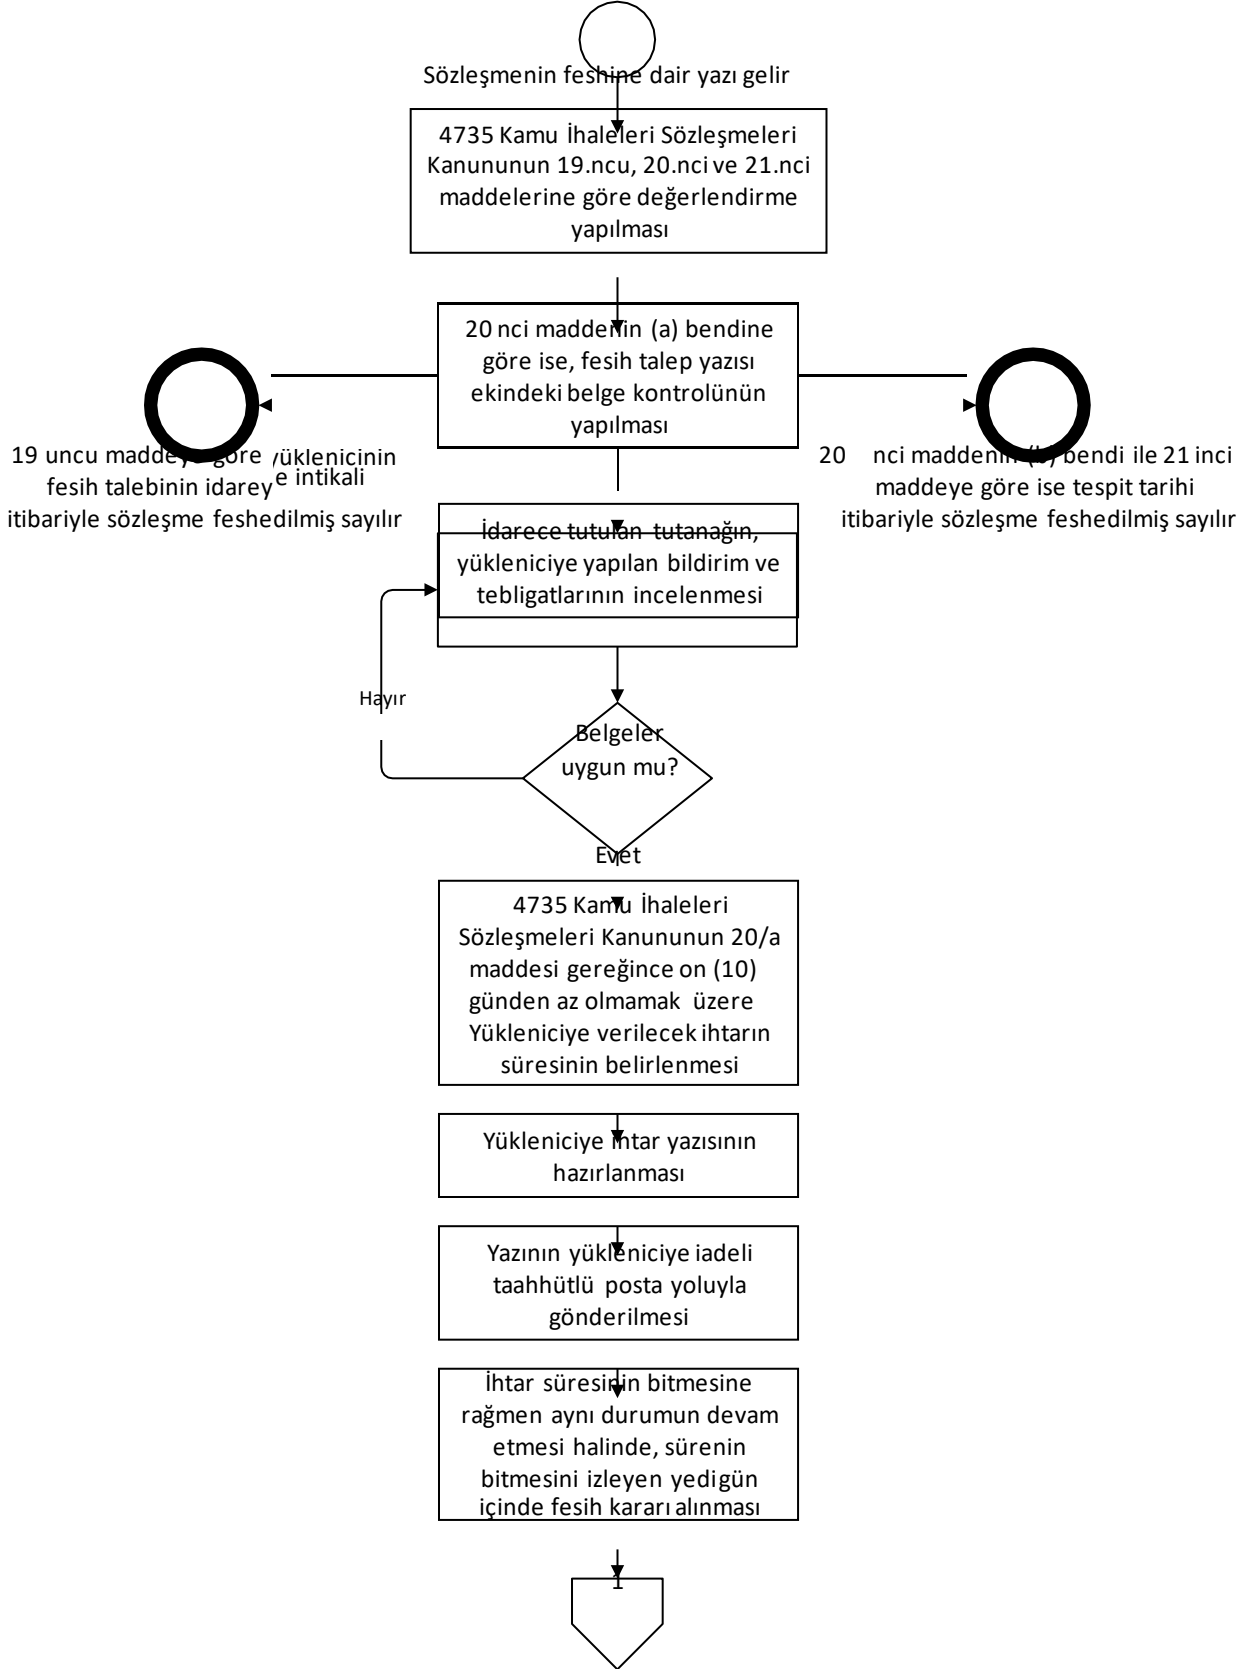 Sözleşmenin feshine dair yazı gelir
4735 Kamu İhaleleri Sözleşmeleri
Kanununun 19.ncu, 20.nci ve 21.nci
maddelerine göre değerlendirme
yapılması
20 nci maddenin (a) bendine
göre ise, fesih talep yazısı
ekindeki belge kontrolünün
yapılması
19 uncu maddeye göre yüklenicinin
fesih talebinin idareye intikali
itibariyle sözleşme feshedilmiş sayılır
20 nci maddenin (b) bendi ile 21 inci
maddeye göre ise tespit tarihi
itibariyle sözleşme feshedilmiş sayılır
İdarece tutulan tutanağın,
yükleniciye yapılan bildirim ve
tebligatlarının incelenmesi
Hayır
Belgeler
uygun mu?
Evet
4735 Kamu İhaleleri
Sözleşmeleri Kanununun 20/a
maddesi gereğince on (10)
günden az olmamak üzere
Yükleniciye verilecek ihtarın
süresinin belirlenmesi
Yükleniciye ihtar yazısının
hazırlanması
Yazının yükleniciye iadeli
taahhütlü posta yoluyla
gönderilmesi
İhtar süresinin bitmesine
rağmen aynı durumun devam
etmesi halinde, sürenin
bitmesini izleyen yedigün
içinde fesih kararı alınması
1